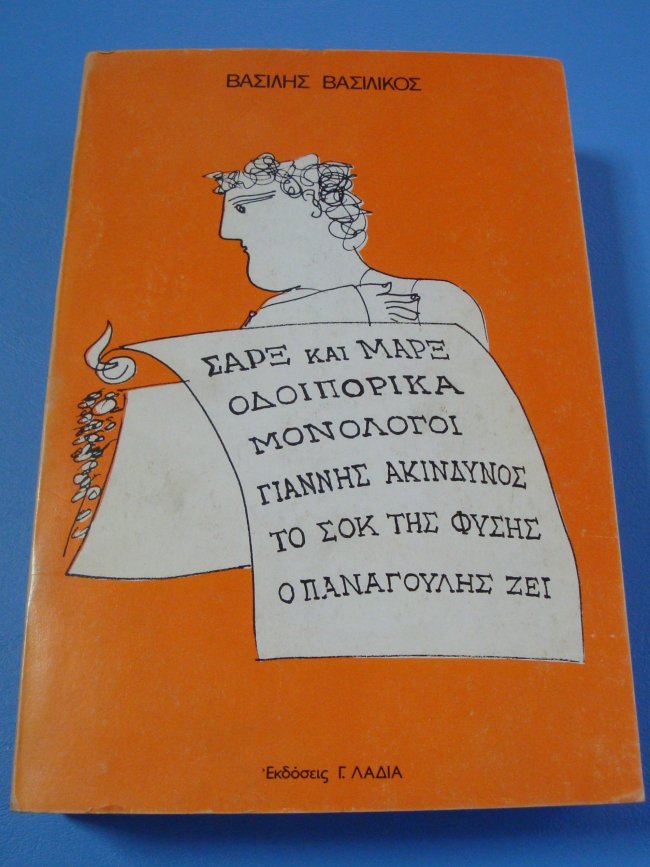 ΒΑΣΙΛΗΣ ΒΑΣΙΛΙΚΟΣ
ΣΑΡΞ ΚΑΙ ΜΑΡΞ
ΟΔΟΙΠΟΡΙΚΑ
ΜΟΝΟΛΟΓΟΙ
ΓΙΑΝΝΗΣ ΑΚΙΝΔΥΝΟΣ
ΤΟ ΣΟΚ ΤΗΣ ΦΥΣΗΣ
Ο ΠΑΝΑΓΟΥΛΗΣ ΖΕΙ
Ἐκδόσεις Γ. ΛΑΔΙΑ